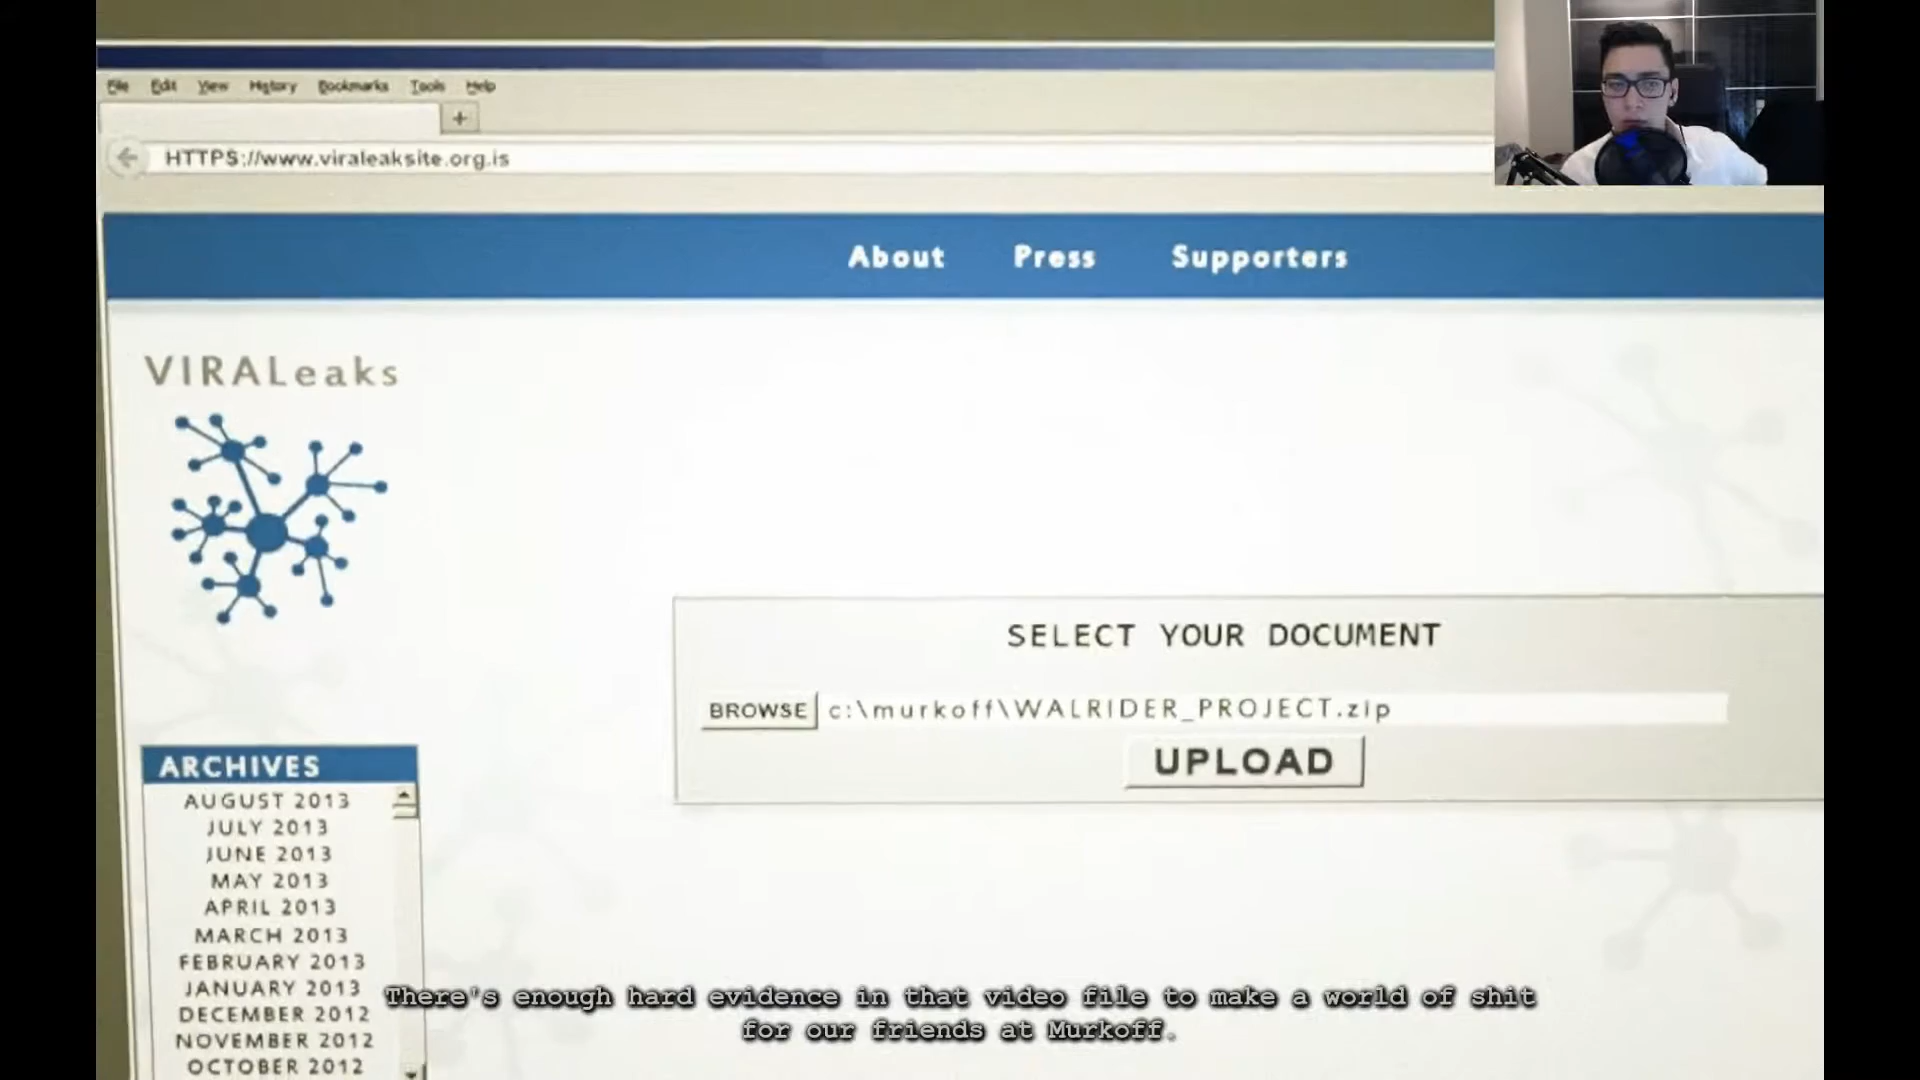 File Edit View History Bookmarks Tools Help
+
HTTPS://www.viraleaksite.org.is
About Press Supporters
VIRALeaks
SELECT YOUR DOCUMENT
BROWSE c:\murkoff\WALRIDER_PROJECT.zip
UPLOAD
ARCHIVES
AUGUST 2013
JULY 2013
JUNE 2013
MAY 2013
APRIL 2013
MARCH 2013
FEBRUARY 2013
JANUARY 2013
DECEMBER 2012
NOVEMBER 2012
OCTOBER 2012
There's enough hard evidence in that video file to make a world of shit
for our friends at Murkoff.